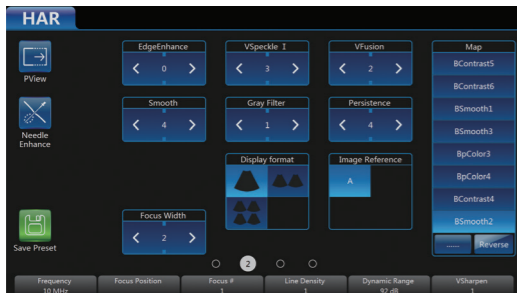 HAR
PView
Needle
Enhance
Save Preset
EdgeEnhance
0
VSpeckle I
3
VFusion
2
Smooth
4
Gray Filter
1
Persistence
4
Display format
Image Reference
A
Focus Width
2
Map
BContrast5
BContrast6
BSmooth1
BSmooth3
BpColor3
BpColor4
BContrast4
BSmooth2
......
Reverse
2
Frequency
10 MHz
Focus Position
Focus #
1
Line Density
1
Dynamic Range
92 dB
VSharpen
1